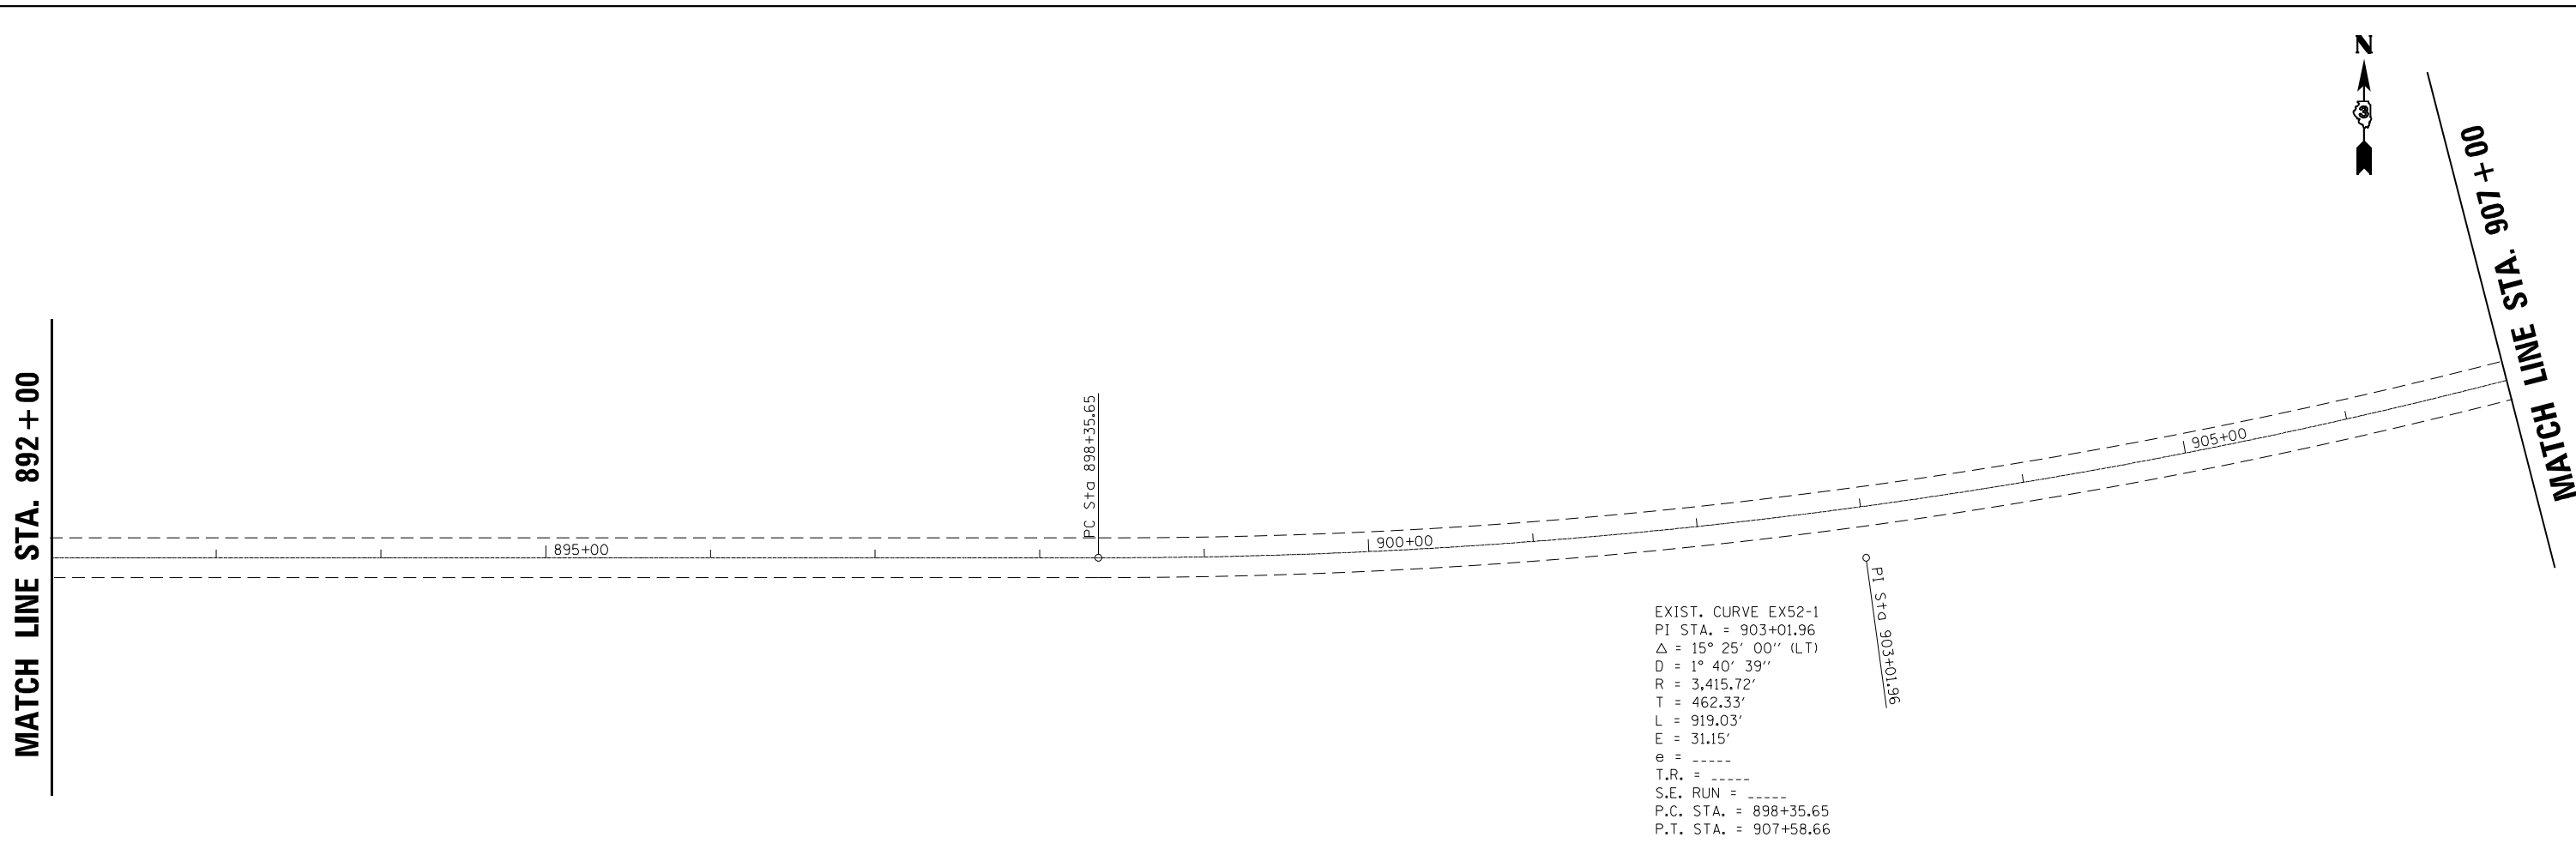 N
3
MATCH LINE STA. 907+00
MATCH LINE STA. 892+00
PC Sta 898+35.65
895+00
900+00
905+00
PI Sta 903+01.96
EXIST. CURVE EX52-1
PI STA. = 903+01.96
△ = 15° 25' 00'' (LT)
D = 1° 40' 39''
R = 3,415.72'
T = 462.33'
L = 919.03'
E = 31.15'
e = _____
T.R. = _____
S.E. RUN = _____
P.C. STA. = 898+35.65
P.T. STA. = 907+58.66